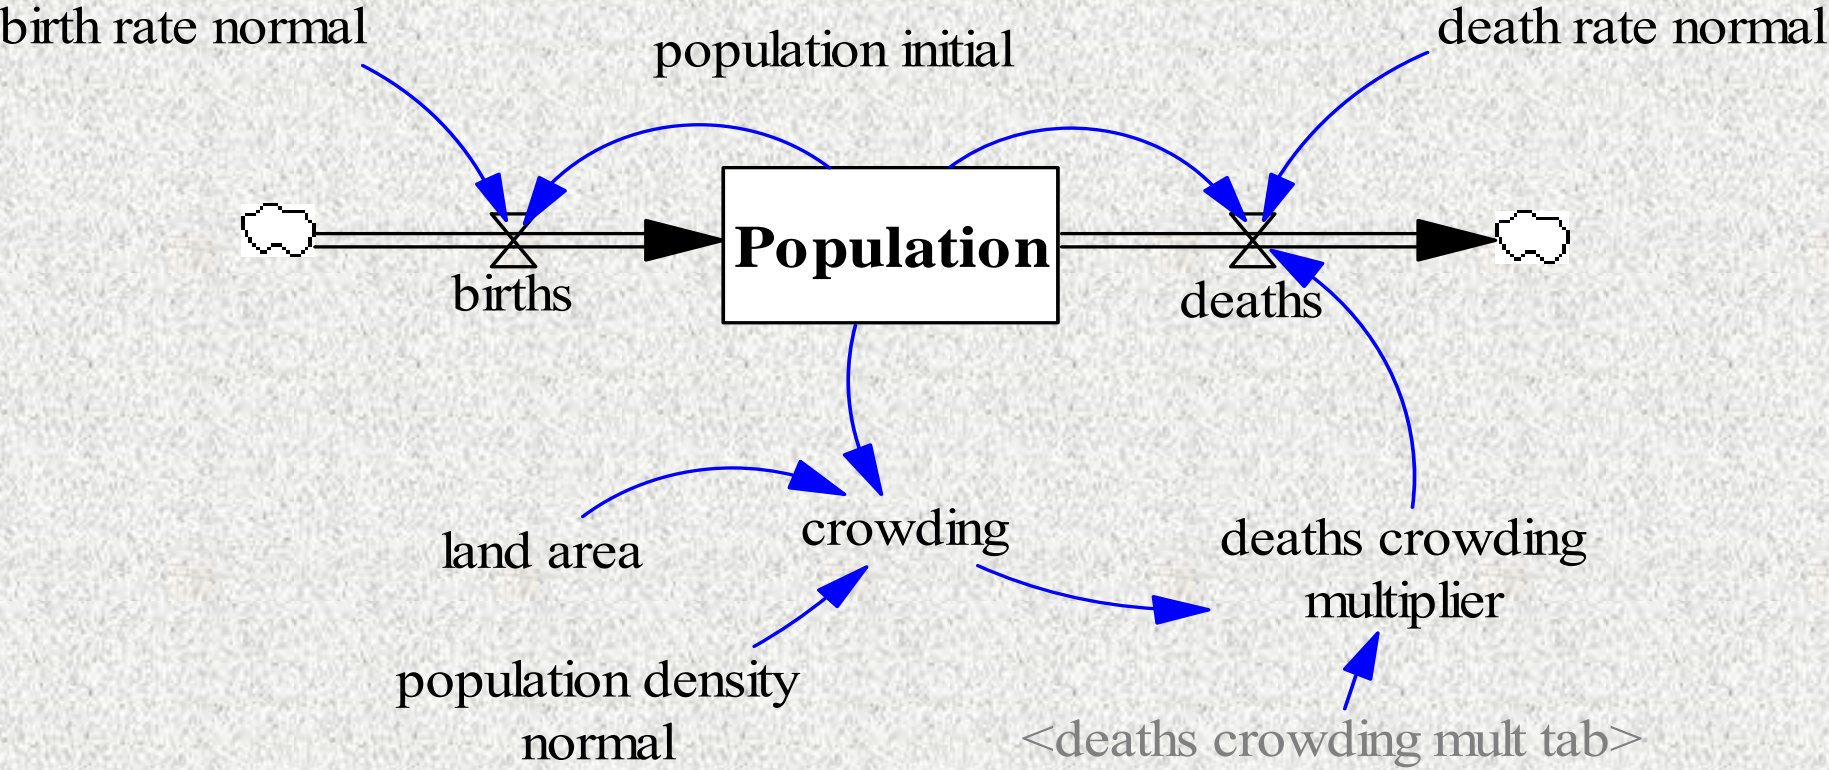 birth rate normal
population initial
death rate normal
Population
births
deaths
crowding
land area
deaths crowding
multiplier
population density
normal
<deaths crowding mult tab>